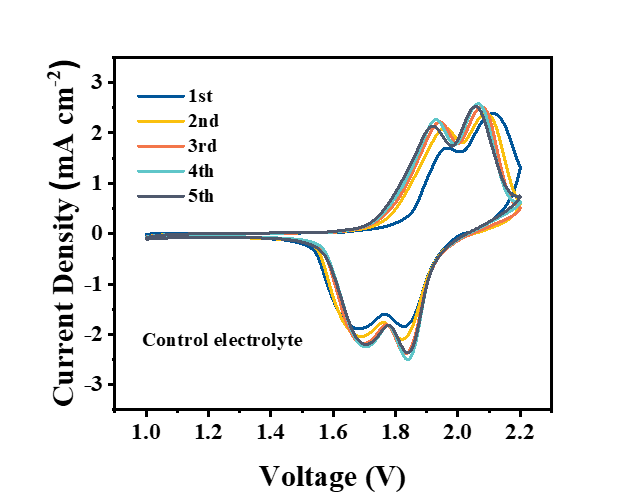 Current Density (mA cm-2)
3
2
1
0
-1
-2
-3
1st
2nd
3rd
4th
5th
Control electrolyte
1.0 1.2 1.4 1.6 1.8 2.0 2.2
Voltage (V)